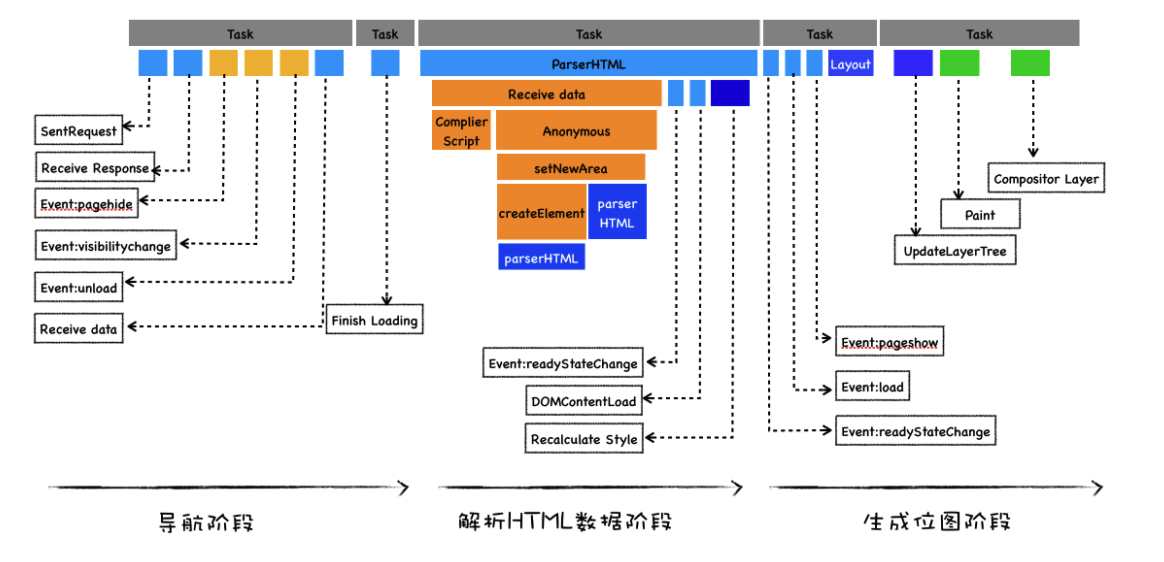 Task
Task
Task
Task
Task
ParserHTML
Layout
Receive data
Complier
Script
Anonymous
setNewArea
createElement
parser
HTML
parserHTML
SentRequest
Receive Response
Event:pagehide
Event:visibilitychange
Event:unload
Receive data
Finish Loading
Event:readyStateChange
DOMContentLoad
Recalculate Style
Compositor Layer
Paint
UpdateLayerTree
Event:pageshow
Event:load
Event:readyStateChange
导航阶段
解析HTML数据阶段
生成位图阶段